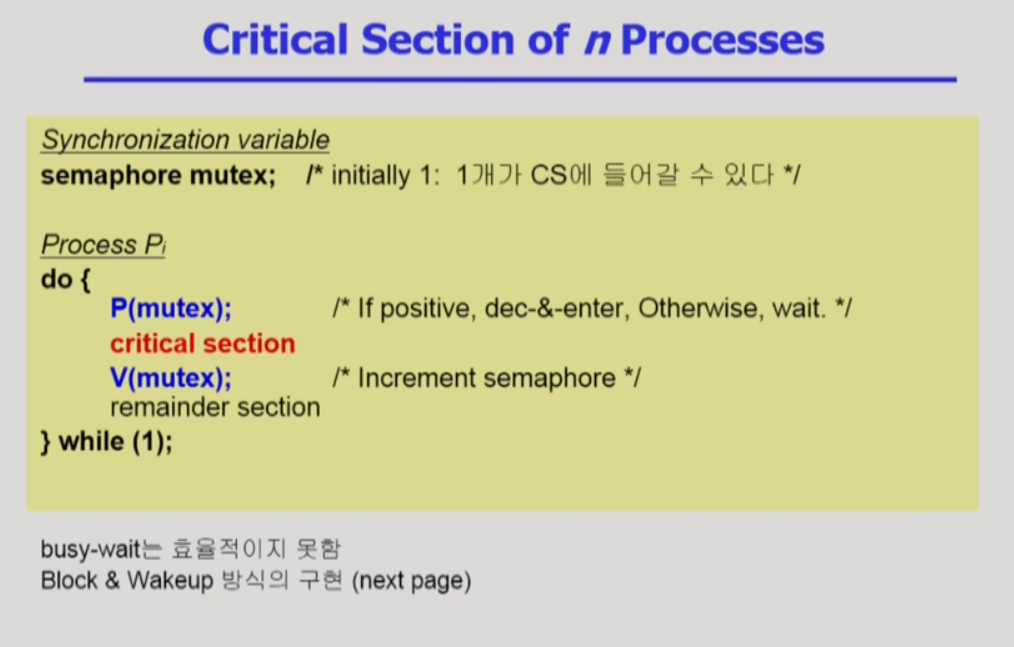 Critical Section of n Processes
Synchronization variable
semaphore mutex; /* initially 1: 1개가 CS에 들어갈 수 있다 */
Process Pi
do {
P(mutex); /* If positive, dec-&-enter, Otherwise, wait. */
critical section
V(mutex); /* Increment semaphore */
remainder section
} while (1);
busy-wait는 효율적이지 못함
Block & Wakeup 방식의 구현 (next page)